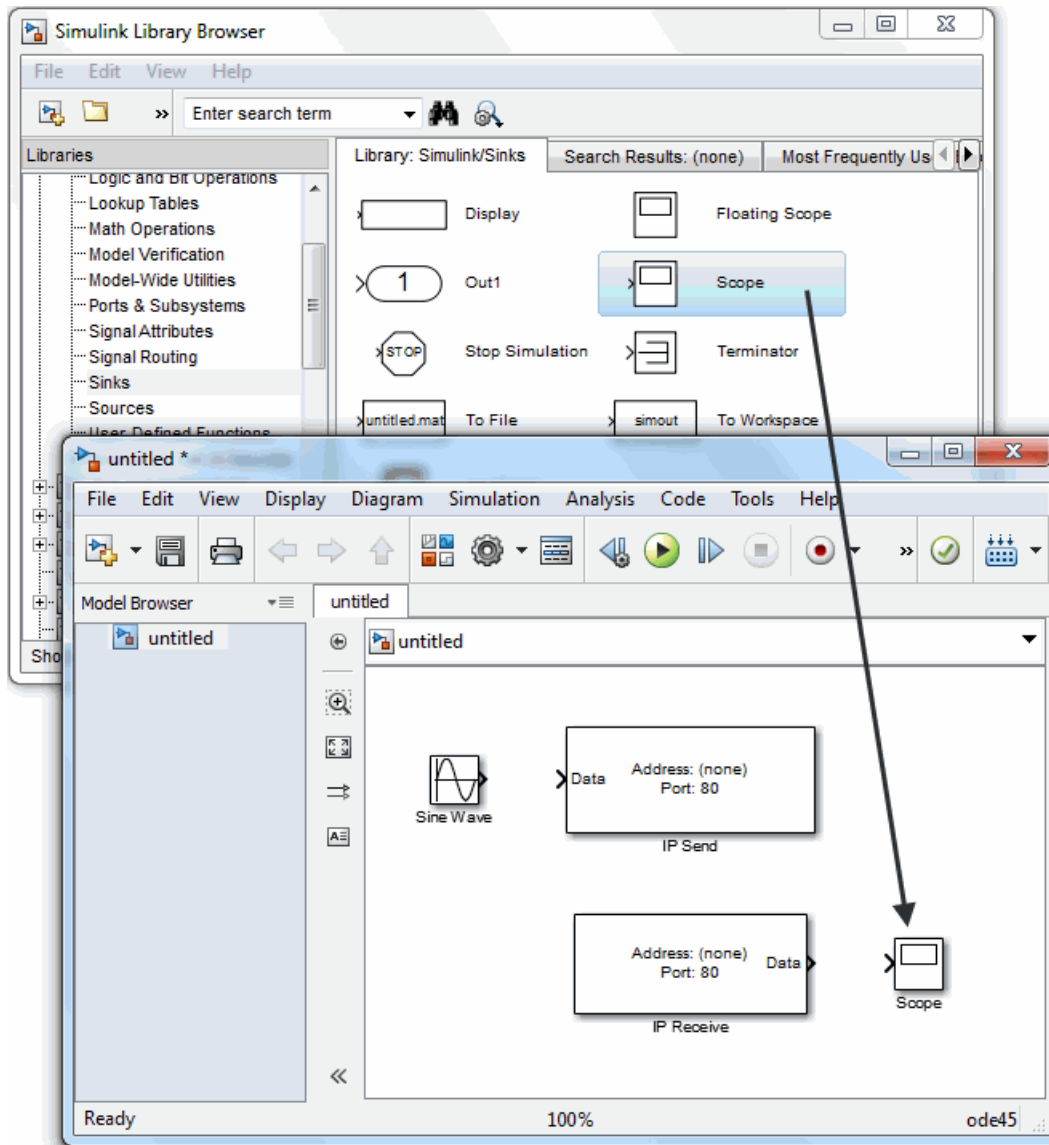 Simulink Library Browser
File Edit View Help
» Enter search term
Libraries
Library: Simulink/Sinks Search Results: (none) Most Frequently Us
Logic and Bit Operations
Lookup Tables
Math Operations
Model Verification
Model-Wide Utilities
Ports & Subsystems
Signal Attributes
Signal Routing
Sinks
Sources
User-Defined Functions
Display
Floating Scope
1 Out1
Scope
STOP Stop Simulation
Terminator
untitled.mat To File
simout To Workspace
Sho
untitled *
File Edit View Display Diagram Simulation Analysis Code Tools Help
»
Model Browser
untitled
untitled
untitled
A
Sine Wave
Data
Address: (none)
Port: 80
IP Send
Address: (none)
Port: 80
Data
IP Receive
Scope
Ready 100% ode45